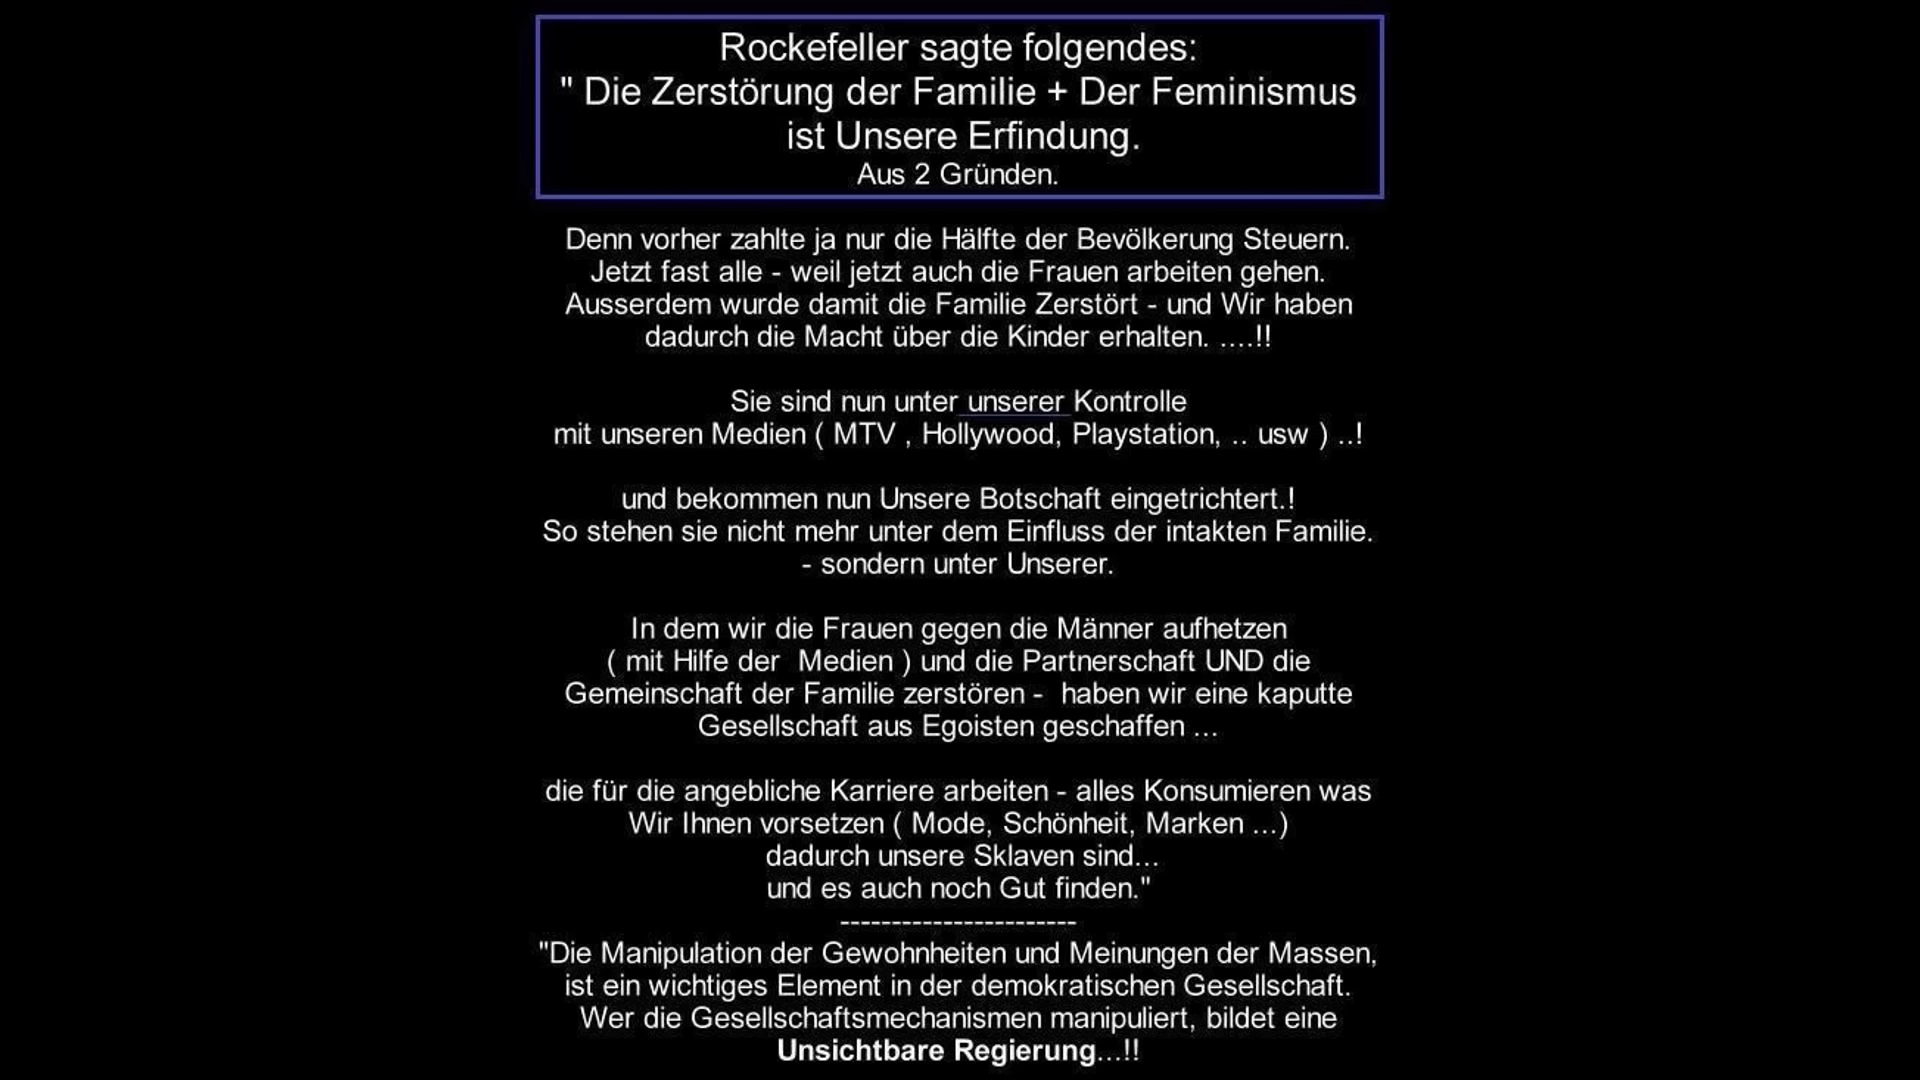 Rockefeller sagte folgendes:
" Die Zerstörung der Familie + Der Feminismus
ist Unsere Erfindung.
Aus 2 Gründen.
Denn vorher zahlte ja nur die Hälfte der Bevölkerung Steuern.
Jetzt fast alle - weil jetzt auch die Frauen arbeiten gehen.
Ausserdem wurde damit die Familie Zerstört - und Wir haben
dadurch die Macht über die Kinder erhalten. ....!!
Sie sind nun unter unserer Kontrolle
mit unseren Medien ( MTV , Hollywood, Playstation, .. usw ) ..!
und bekommen nun Unsere Botschaft eingetrichtert.!
So stehen sie nicht mehr unter dem Einfluss der intakten Familie.
- sondern unter Unserer.
In dem wir die Frauen gegen die Männer aufhetzen
( mit Hilfe der  Medien ) und die Partnerschaft UND die
Gemeinschaft der Familie zerstören -  haben wir eine kaputte
Gesellschaft aus Egoisten geschaffen ...
die für die angebliche Karriere arbeiten - alles Konsumieren was
Wir Ihnen vorsetzen ( Mode, Schönheit, Marken ...)
dadurch unsere Sklaven sind...
und es auch noch Gut finden."
-----------------------
"Die Manipulation der Gewohnheiten und Meinungen der Massen,
ist ein wichtiges Element in der demokratischen Gesellschaft.
Wer die Gesellschaftsmechanismen manipuliert, bildet eine
Unsichtbare Regierung...!!